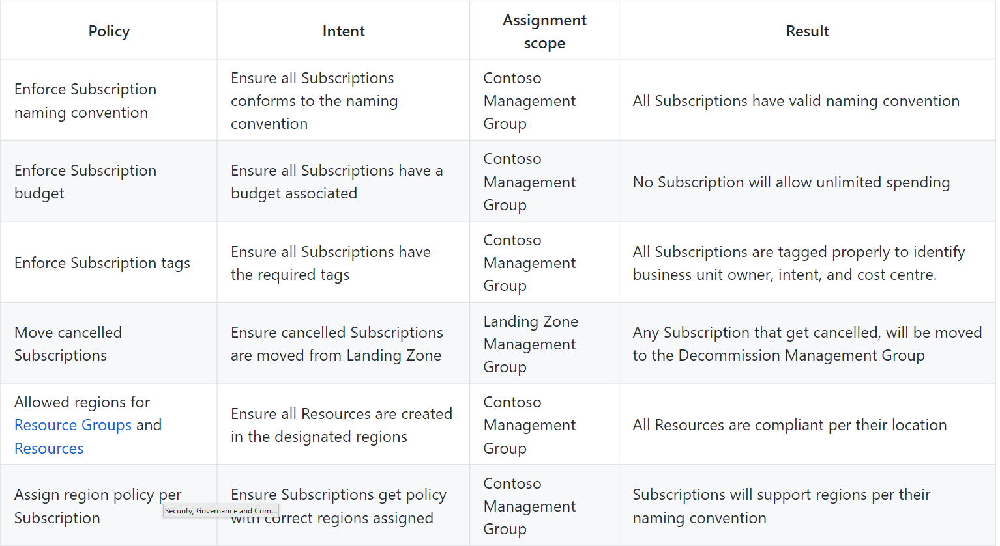 Policy
Intent
Assignment
scope
Result
Enforce Subscription
naming convention
Ensure all Subscriptions
conforms to the naming
convention
Contoso
Management
Group
All Subscriptions have valid naming convention
Enforce Subscription
budget
Ensure all Subscriptions have a
budget associated
Contoso
Management
Group
No Subscription will allow unlimited spending
Enforce Subscription tags
Ensure all Subscriptions have
the required tags
Contoso
Management
Group
All Subscriptions are tagged properly to identify
business unit owner, intent, and cost centre.
Move cancelled
Subscriptions
Ensure cancelled Subscriptions
are moved from Landing Zone
Landing Zone
Management
Group
Any Subscription that get cancelled, will be moved
to the Decommission Management Group
Allowed regions for
Resource Groups and
Resources
Ensure all Resources are created
in the designated regions
Contoso
Management
Group
All Resources are compliant per their location
Assign region policy per
Subscription
Security, Governance and Com...
Ensure Subscriptions get policy
with correct regions assigned
Contoso
Management
Group
Subscriptions will support regions per their
naming convention